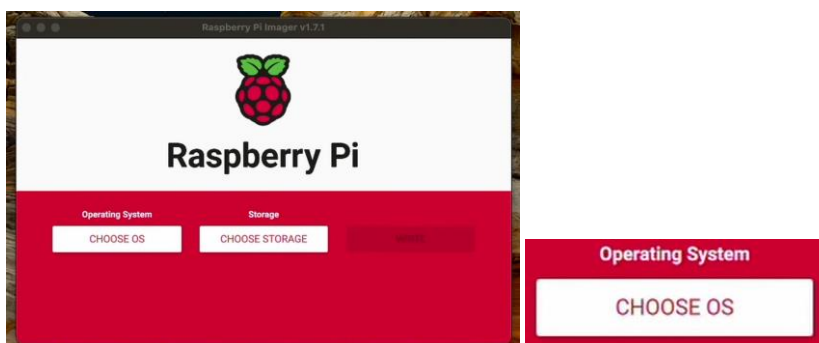 Raspberry Pi Imager v1.7.1
Raspberry Pi
Operating System
Storage
CHOOSE OS
CHOOSE STORAGE
Operating System
CHOOSE OS